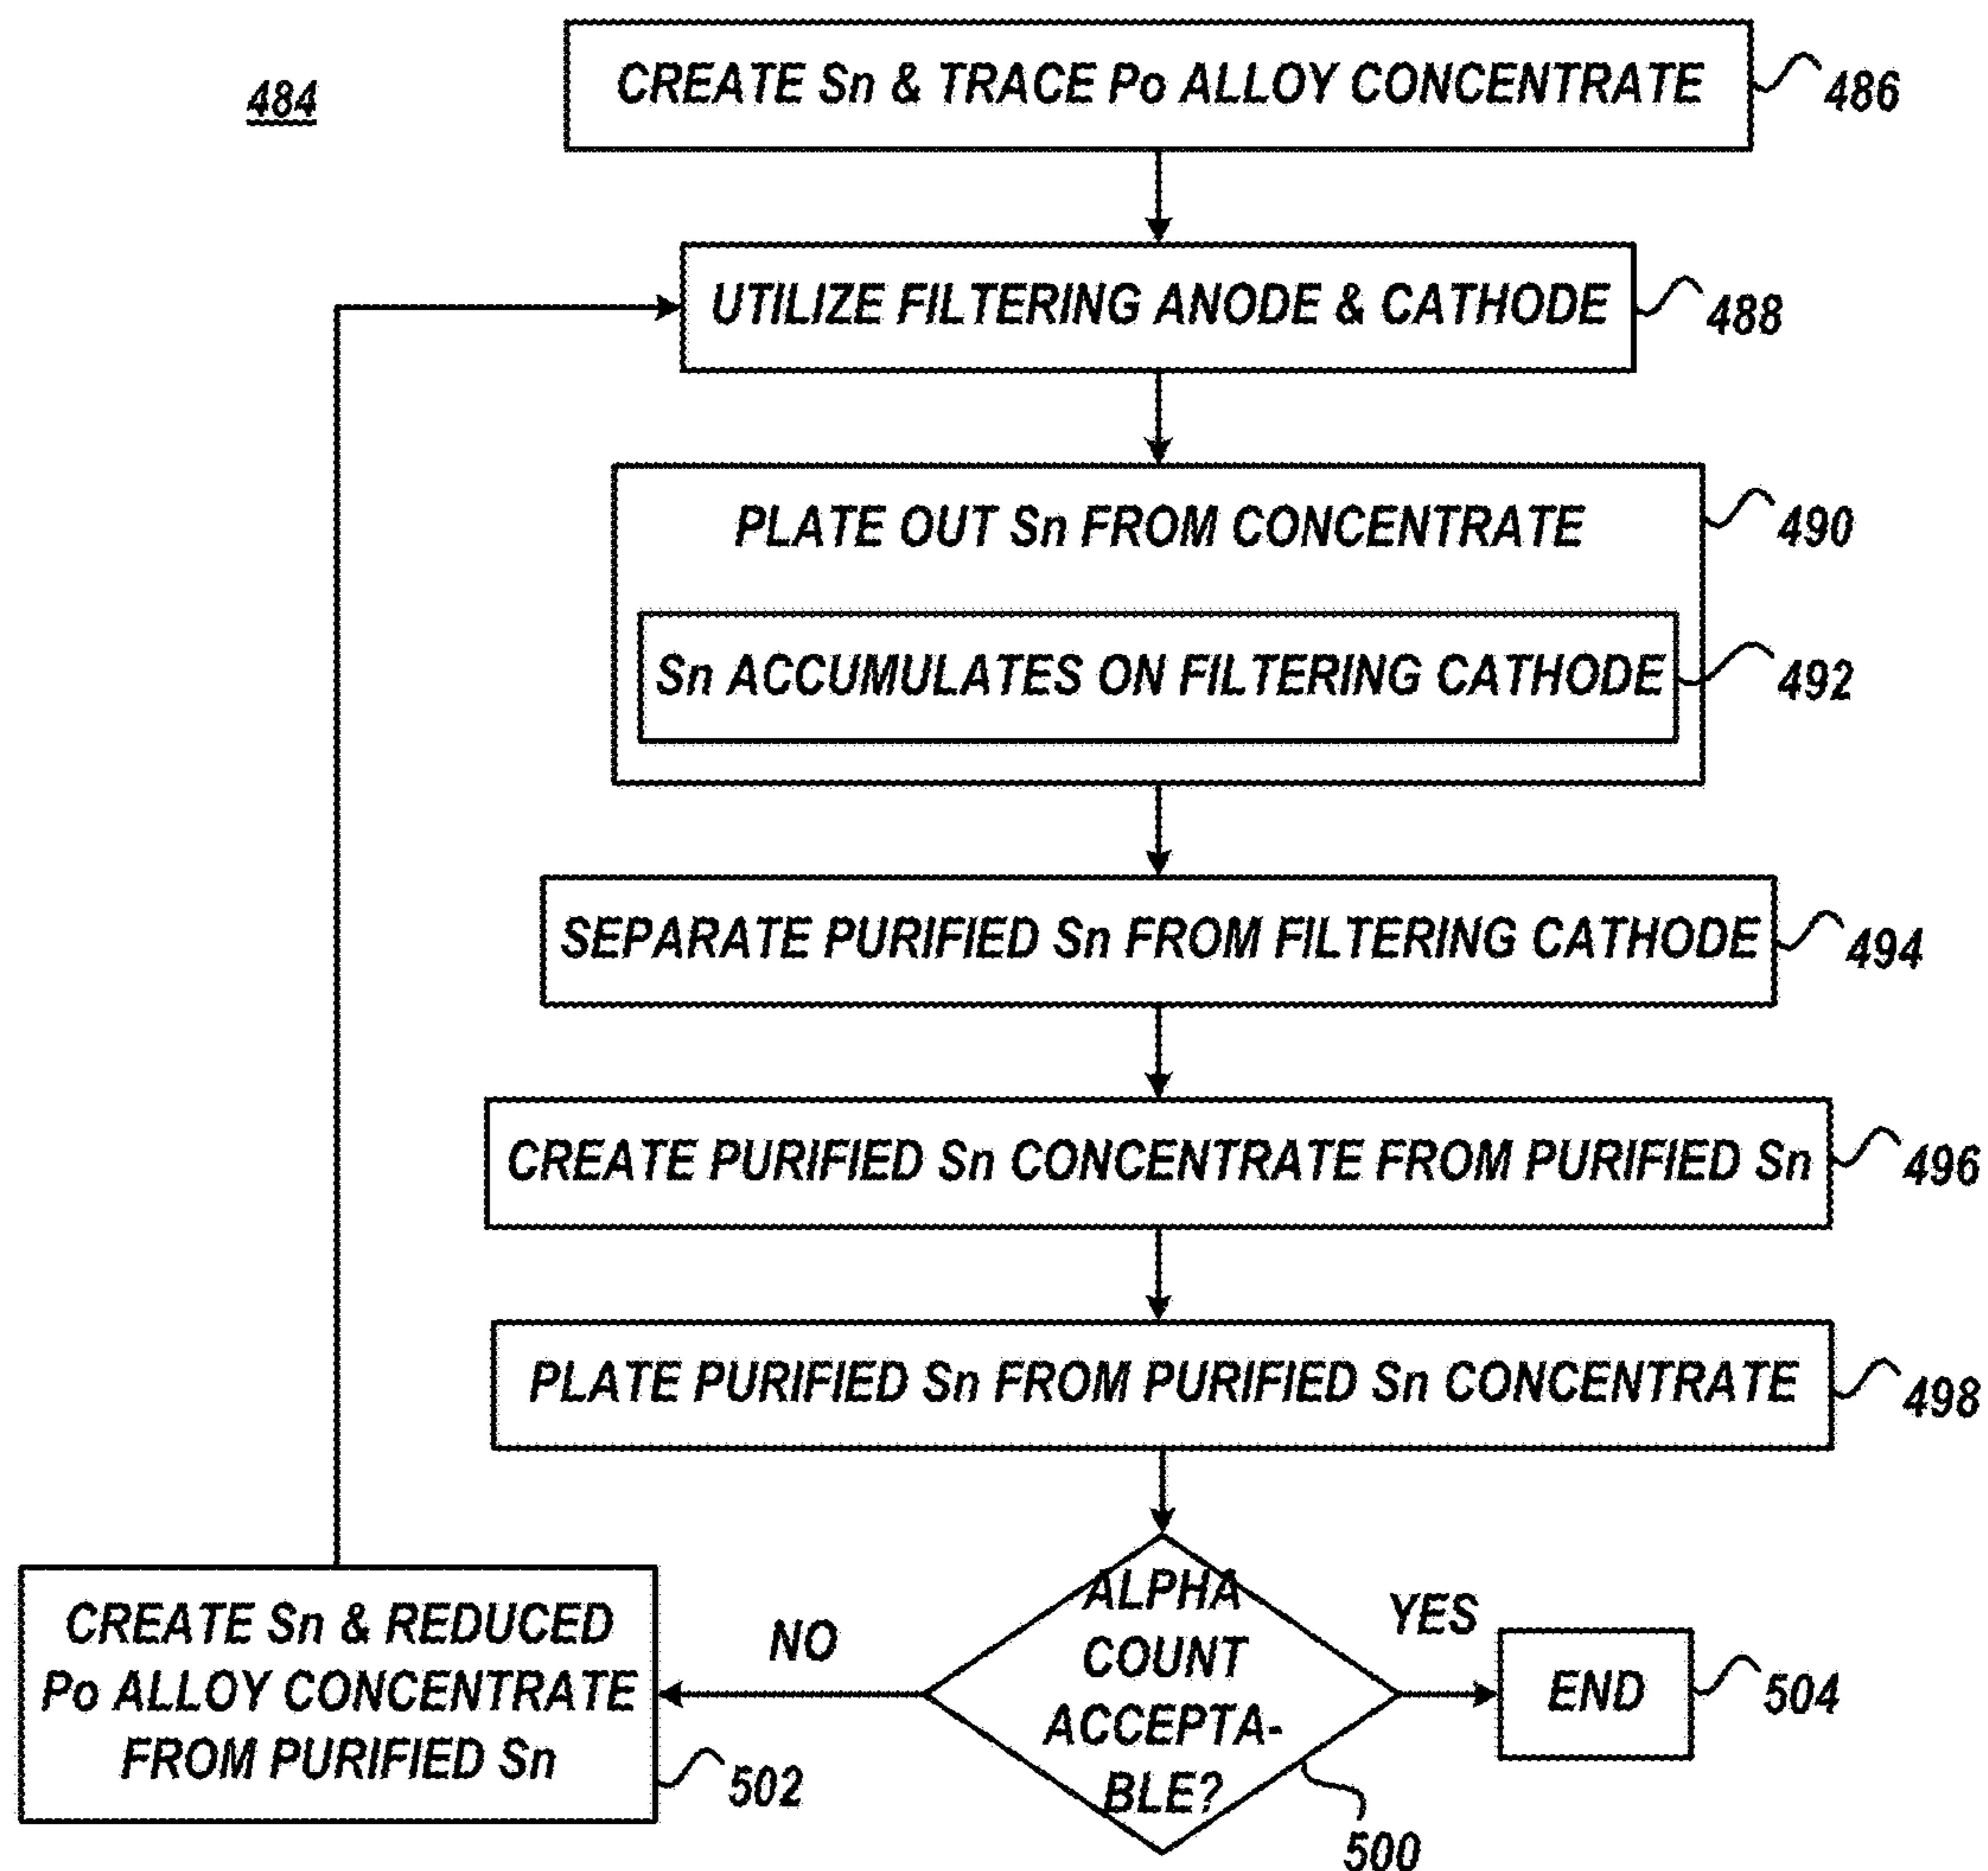 484
CREATE Sn & TRACE Po ALLOY CONCENTRATE
486
UTILIZE FILTERING ANODE & CATHODE
488
PLATE OUT Sn FROM CONCENTRATE
490
Sn ACCUMULATES ON FILTERING CATHODE
492
SEPARATE PURIFIED Sn FROM FILTERING CATHODE
494
CREATE PURIFIED Sn CONCENTRATE FROM PURIFIED Sn
496
PLATE PURIFIED Sn FROM PURIFIED Sn CONCENTRATE
498
ALPHA
COUNT
ACCEPTA-
BLE?
500
NO
CREATE Sn & REDUCED
Po ALLOY CONCENTRATE
FROM PURIFIED Sn
502
YES
END
504